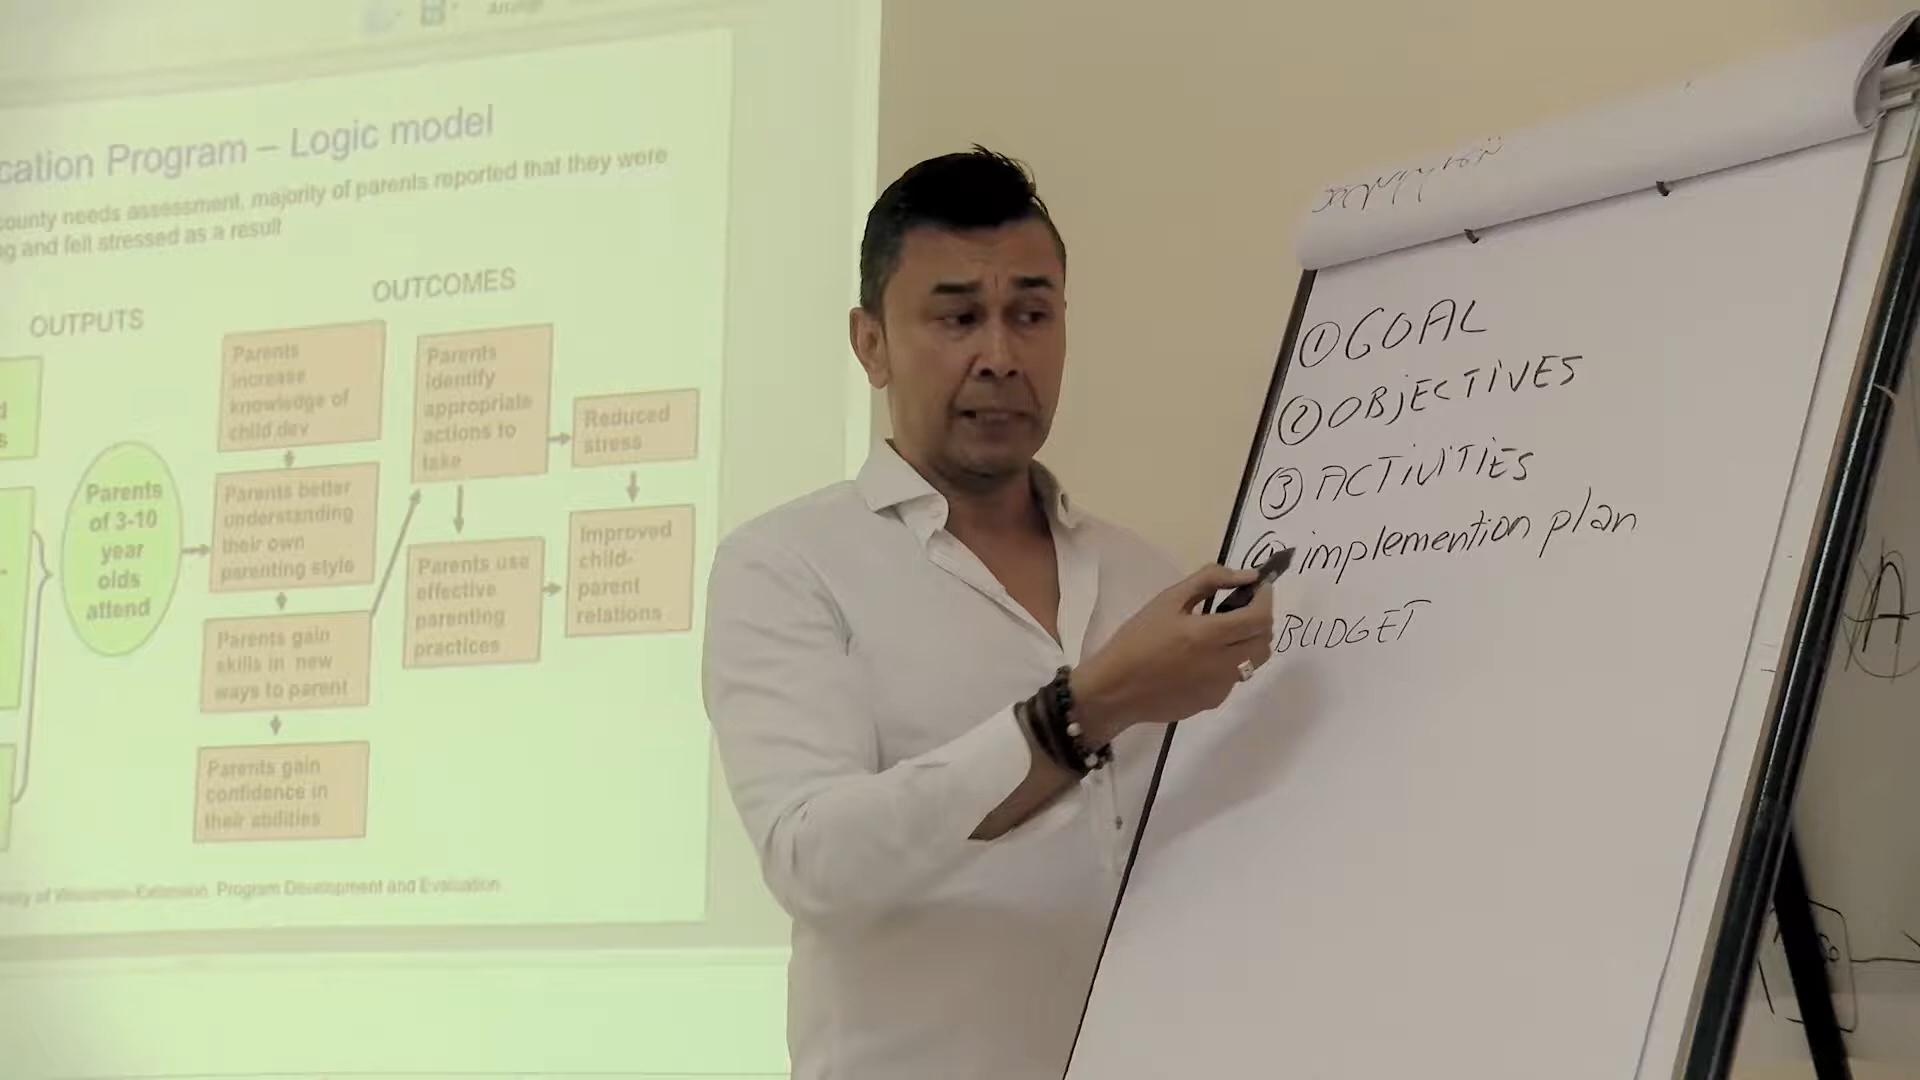 cation Program – Logic model
county needs assessment, majority of parents reported that they were
g and felt stressed as a result
OUTPUTS
OUTCOMES
Parents
of 3-10
year
olds
attend
Parents
increase
knowledge of
child dev
Parents better
understanding
their own
parenting style
Parents gain
skills in new
ways to parent
Parents gain
confidence in
their abilities
Parents
identify
appropriate
actions to
take
Parents use
effective
parenting
practices
Reduced
stress
Improved
child-
parent
relations
Program Development and Evaluation
① GOAL
② OBJECTIVES
③ ACTIVITIES
④ implemention plan
BUDGET
A